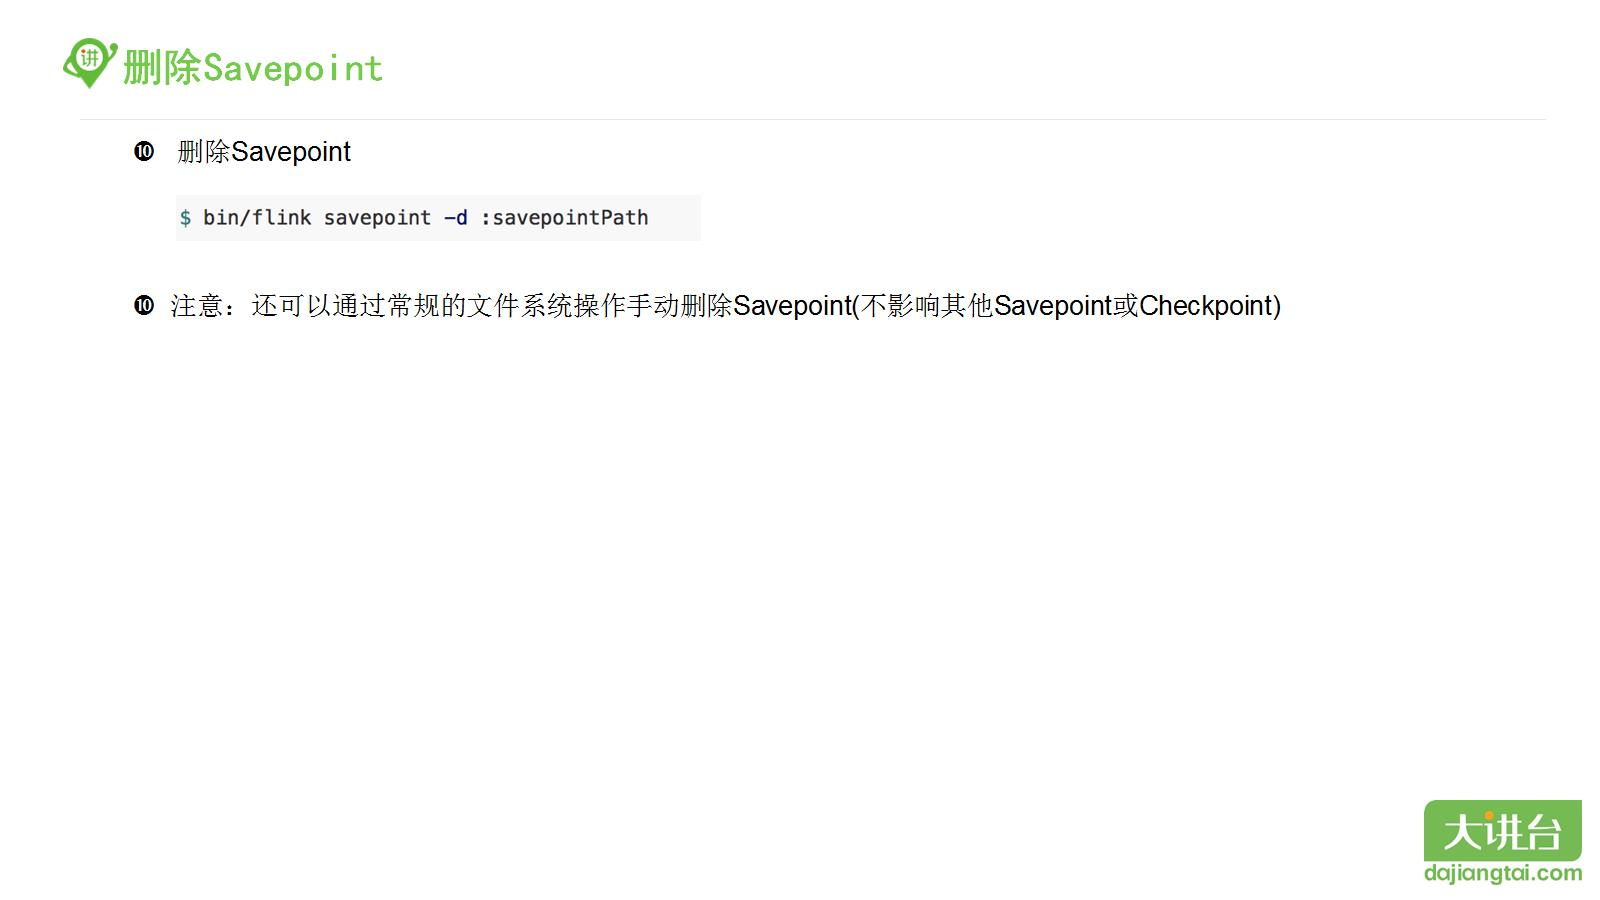 讲
删除Savepoint
❿ 删除Savepoint
$ bin/flink savepoint -d :savepointPath
❿ 注意：还可以通过常规的文件系统操作手动删除Savepoint(不影响其他Savepoint或Checkpoint)
大讲台
dajiangtai.com